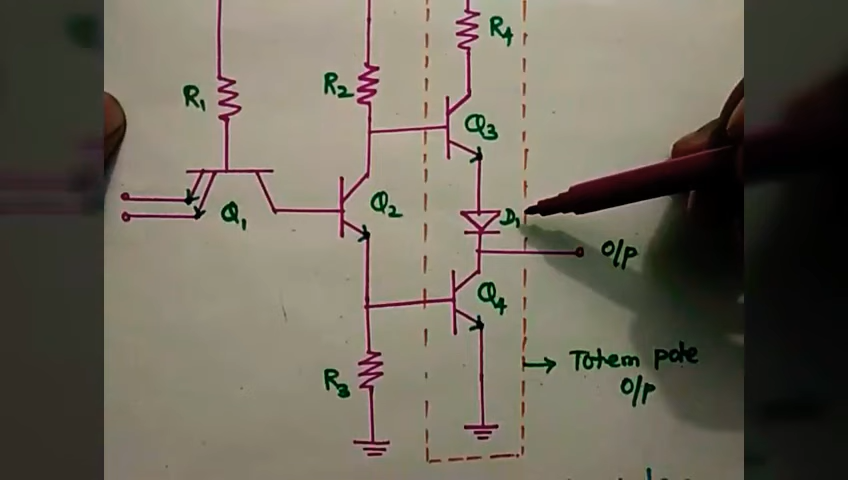 R4
R2
R1
Q3
Q2
Q1
D1
O/P
Q4
Totem pole
O/P
R3